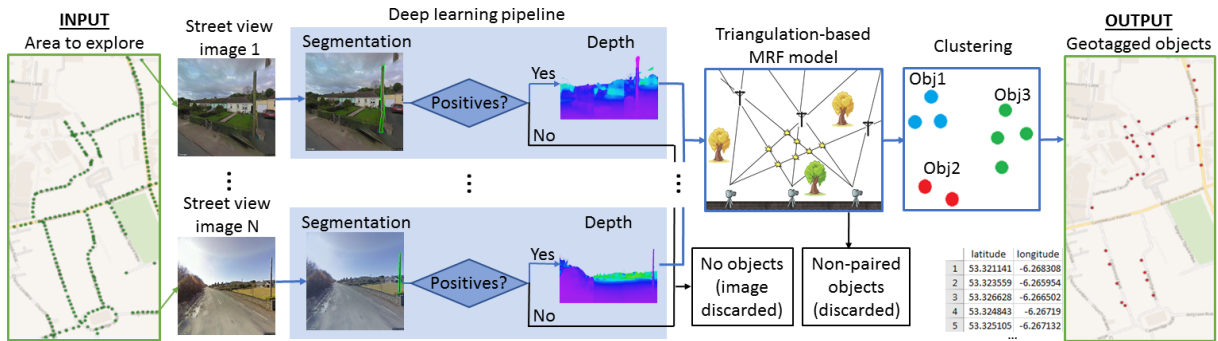 INPUT
Area to explore
Street view
image 1
Deep learning pipeline
Segmentation
Positives?
Yes
No
Depth
Street view
image N
Segmentation
Positives?
Yes
No
Depth
Triangulation-based
MRF model
No objects
(image
discarded)
Non-paired
objects
(discarded)
Clustering
Obj1
Obj3
Obj2
OUTPUT
Geotagged objects
latitude longitude
1 53.321141 -6.268308
2 53.323559 -6.265954
3 53.326628 -6.266502
4 53.324843 -6.26719
5 53.325105 -6.267132
...